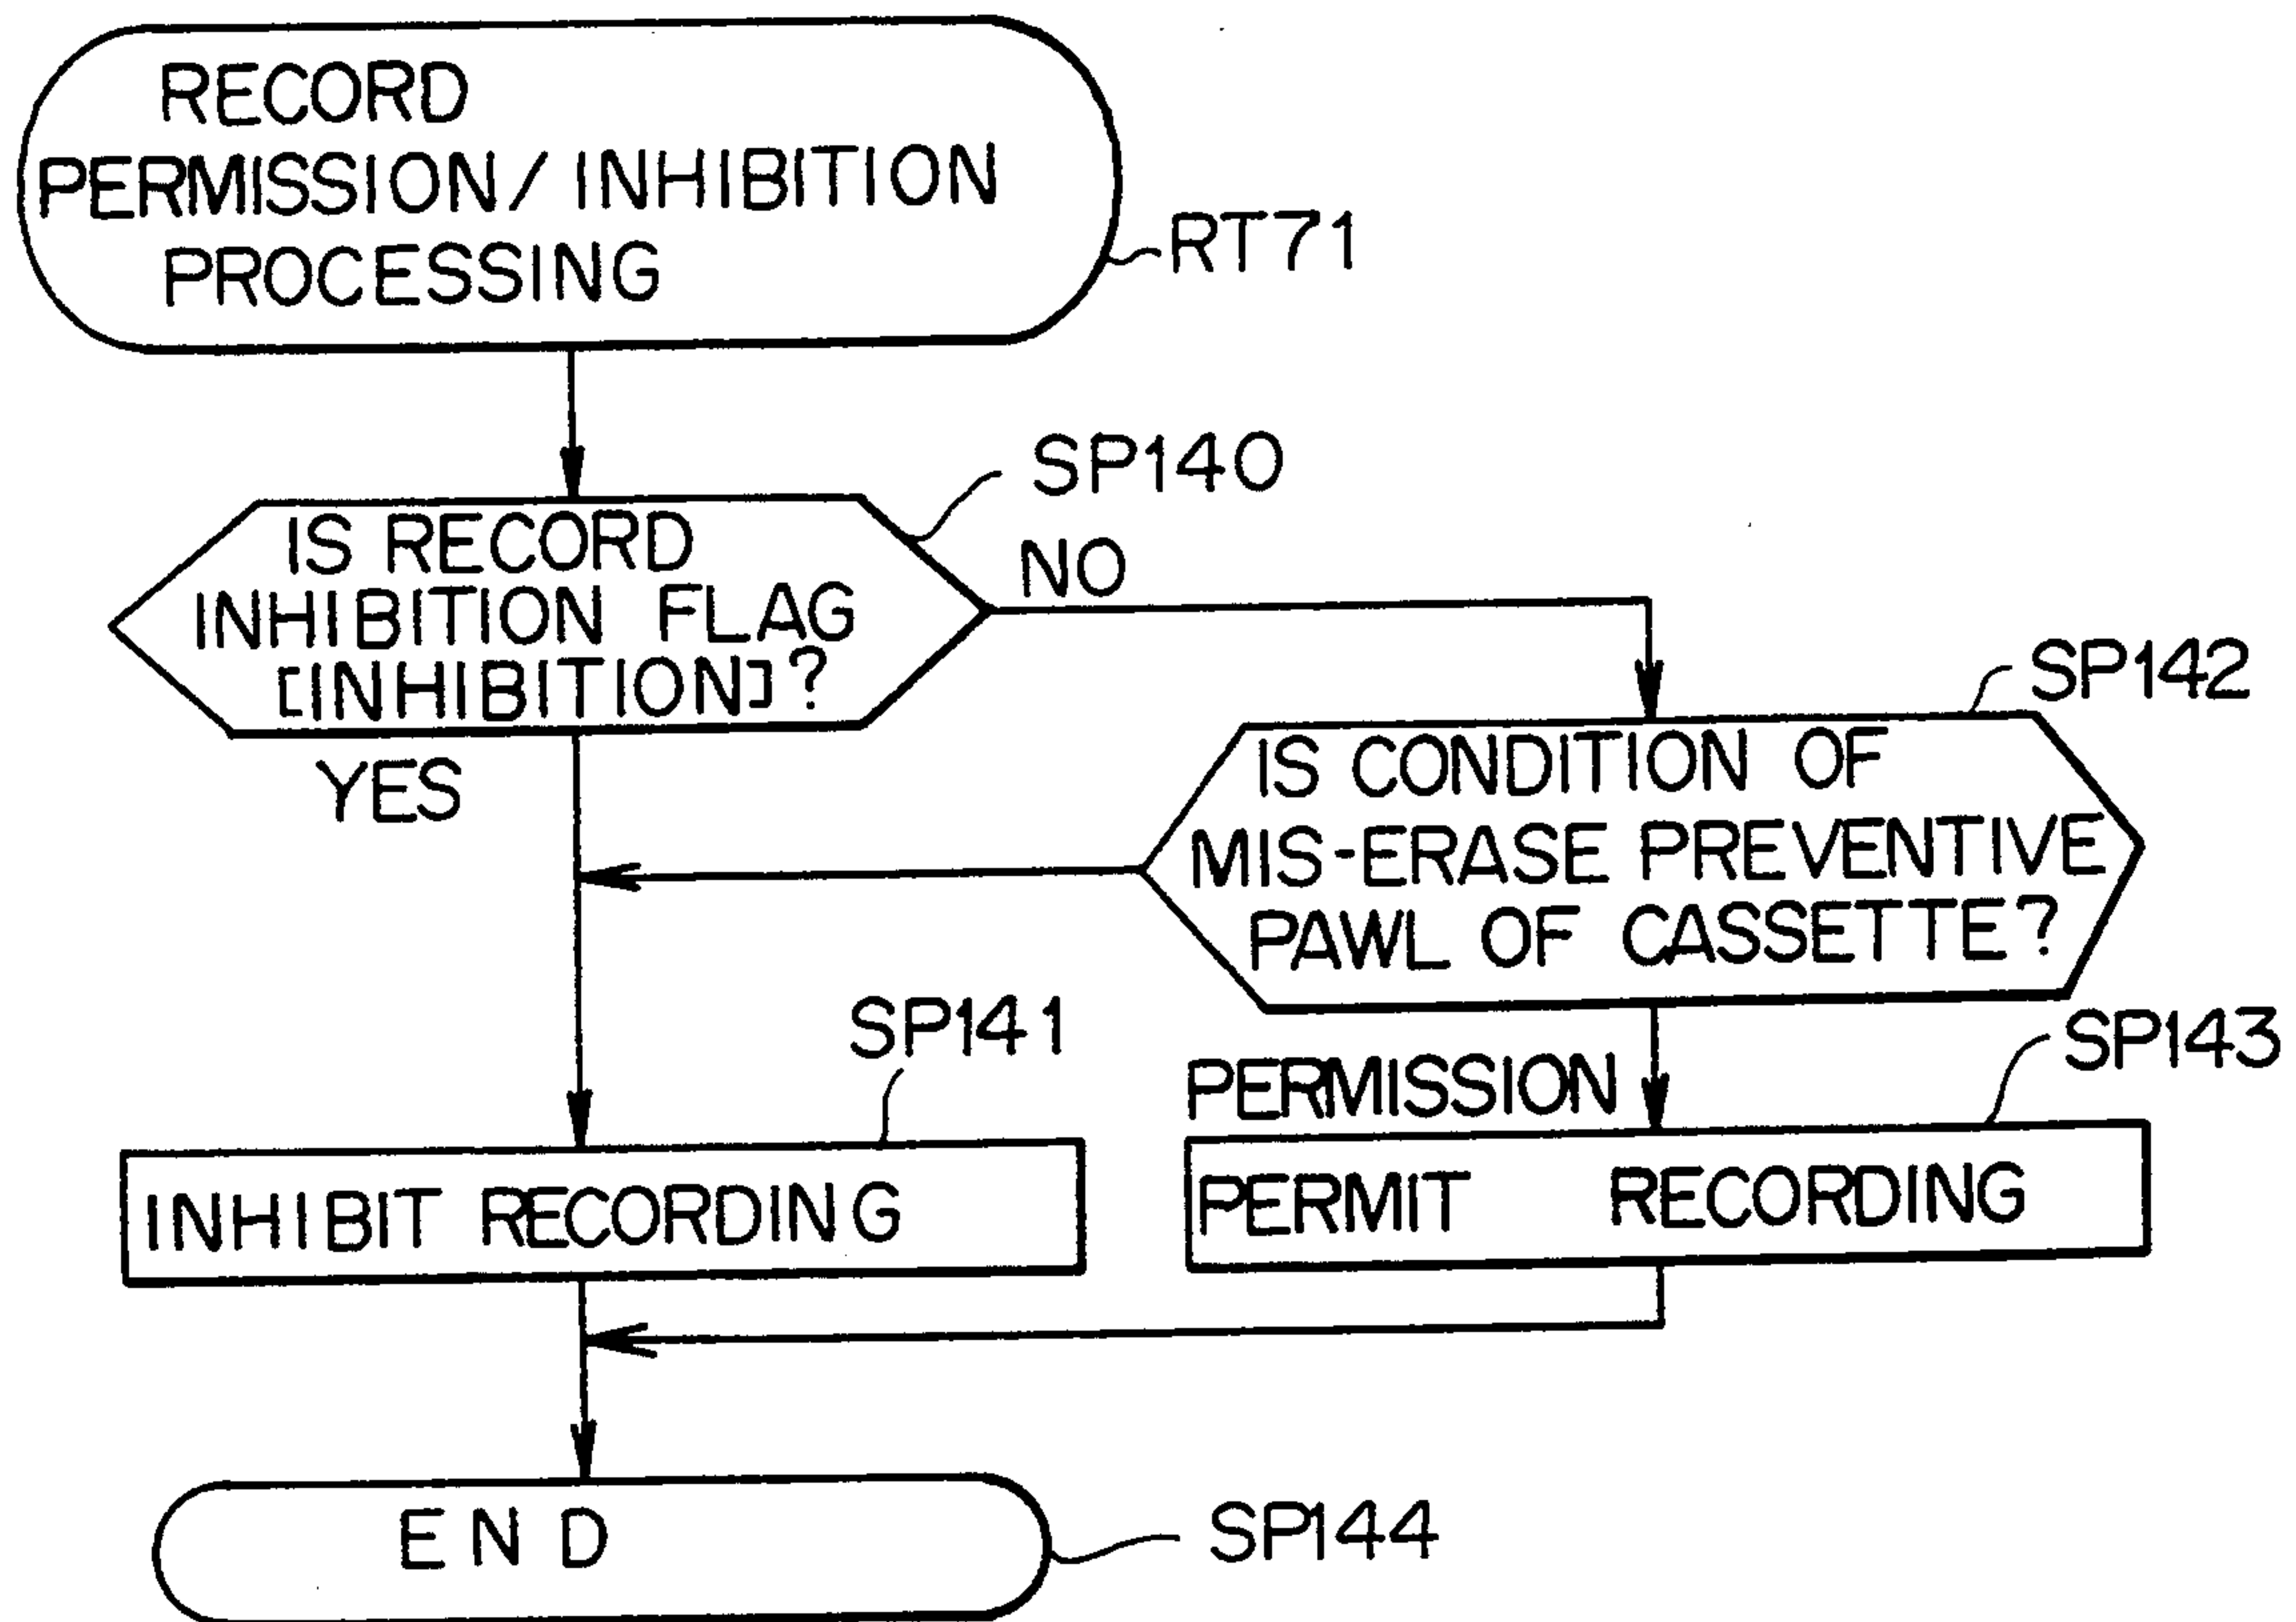 RECORD
PERMISSION/INHIBITION
PROCESSING
RT71
SP140
IS RECORD
INHIBITION FLAG
[INHIBITION]?
NO
YES
SP142
IS CONDITION OF
MIS-ERASE PREVENTIVE
PAWL OF CASSETTE?
SP141
INHIBIT RECORDING
PERMISSION
SP143
PERMIT RECORDING
END
SP144